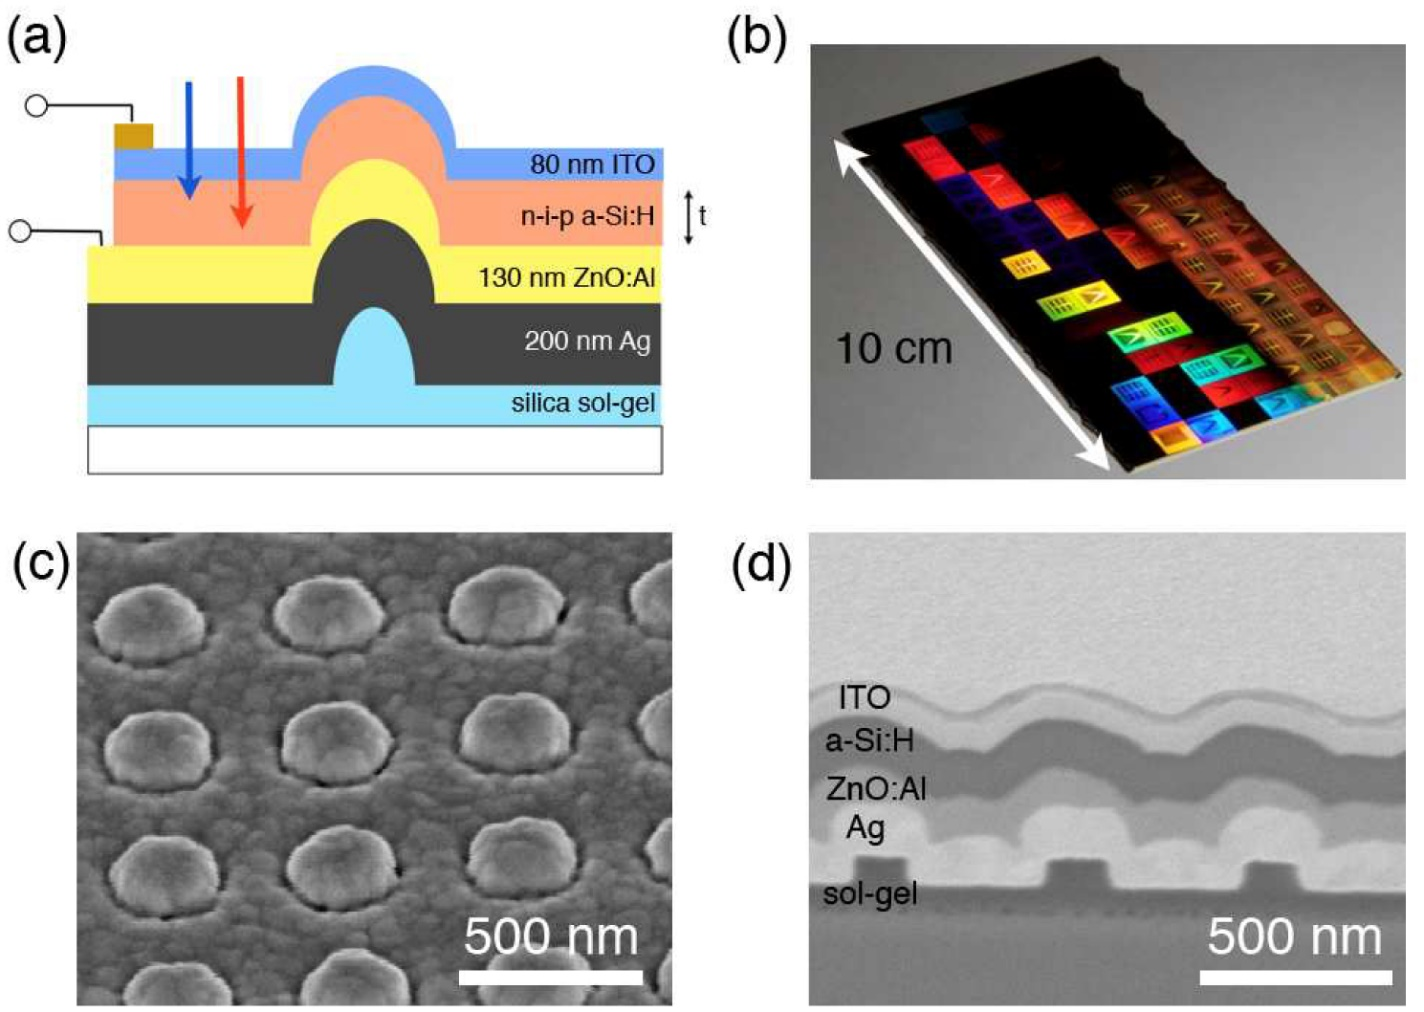 (a)
80 nm ITO
n-i-p a-Si:H
t
130 nm ZnO:Al
200 nm Ag
silica sol-gel
(b)
10 cm
(c)
500 nm
(d)
ITO
a-Si:H
ZnO:Al
Ag
sol-gel
500 nm